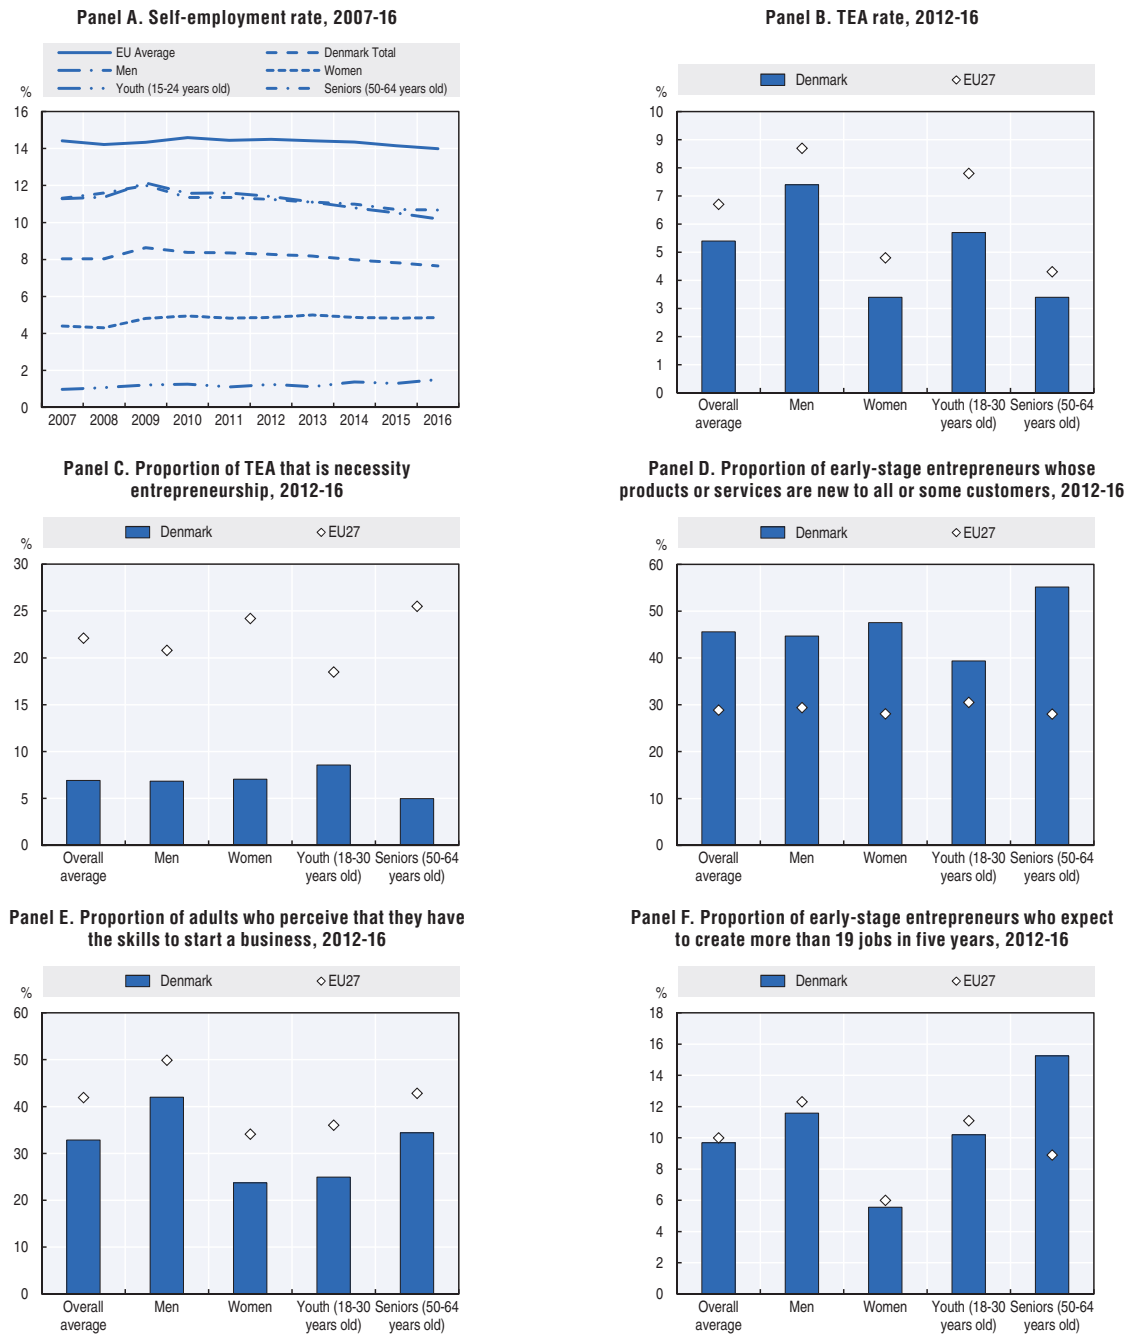 Panel A. Self-employment rate, 2007-16
EU Average
Denmark Total
Men
Women
Youth (15-24 years old)
Seniors (50-64 years old)
%
16
14
12
10
8
6
4
2
0
2007 2008 2009 2010 2011 2012 2013 2014 2015 2016
Panel B. TEA rate, 2012-16
Denmark
EU27
%
10
9
8
7
6
5
4
3
2
1
0
Overall average
Men
Women
Youth (18-30 years old)
Seniors (50-64 years old)
Panel C. Proportion of TEA that is necessity
entrepreneurship, 2012-16
Denmark
EU27
%
30
25
20
15
10
5
0
Overall average
Men
Women
Youth (18-30 years old)
Seniors (50-64 years old)
Panel D. Proportion of early-stage entrepreneurs whose
products or services are new to all or some customers, 2012-16
Denmark
EU27
%
60
50
40
30
20
10
0
Overall average
Men
Women
Youth (18-30 years old)
Seniors (50-64 years old)
Panel E. Proportion of adults who perceive that they have
the skills to start a business, 2012-16
Denmark
EU27
%
60
50
40
30
20
10
0
Overall average
Men
Women
Youth (18-30 years old)
Seniors (50-64 years old)
Panel F. Proportion of early-stage entrepreneurs who expect
to create more than 19 jobs in five years, 2012-16
Denmark
EU27
%
18
16
14
12
10
8
6
4
2
0
Overall average
Men
Women
Youth (18-30 years old)
Seniors (50-64 years old)